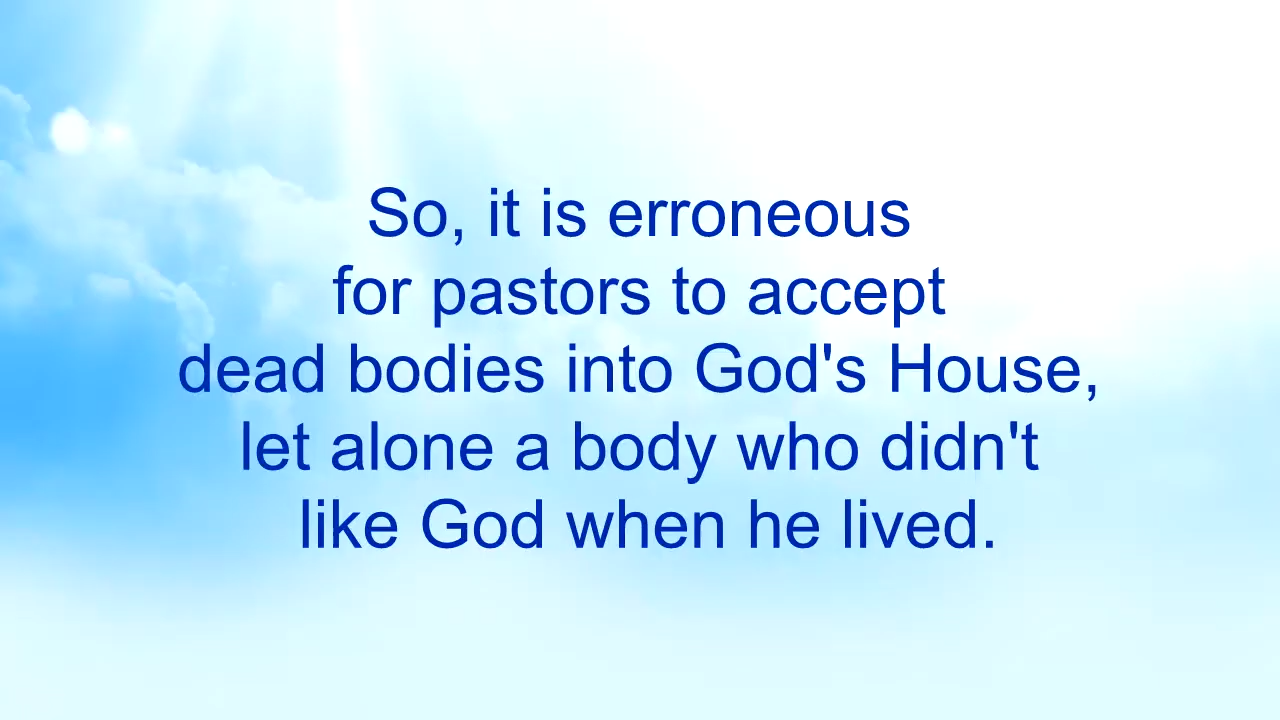 So, it is erroneous
for pastors to accept
dead bodies into God's House,
let alone a body who didn't
like God when he lived.